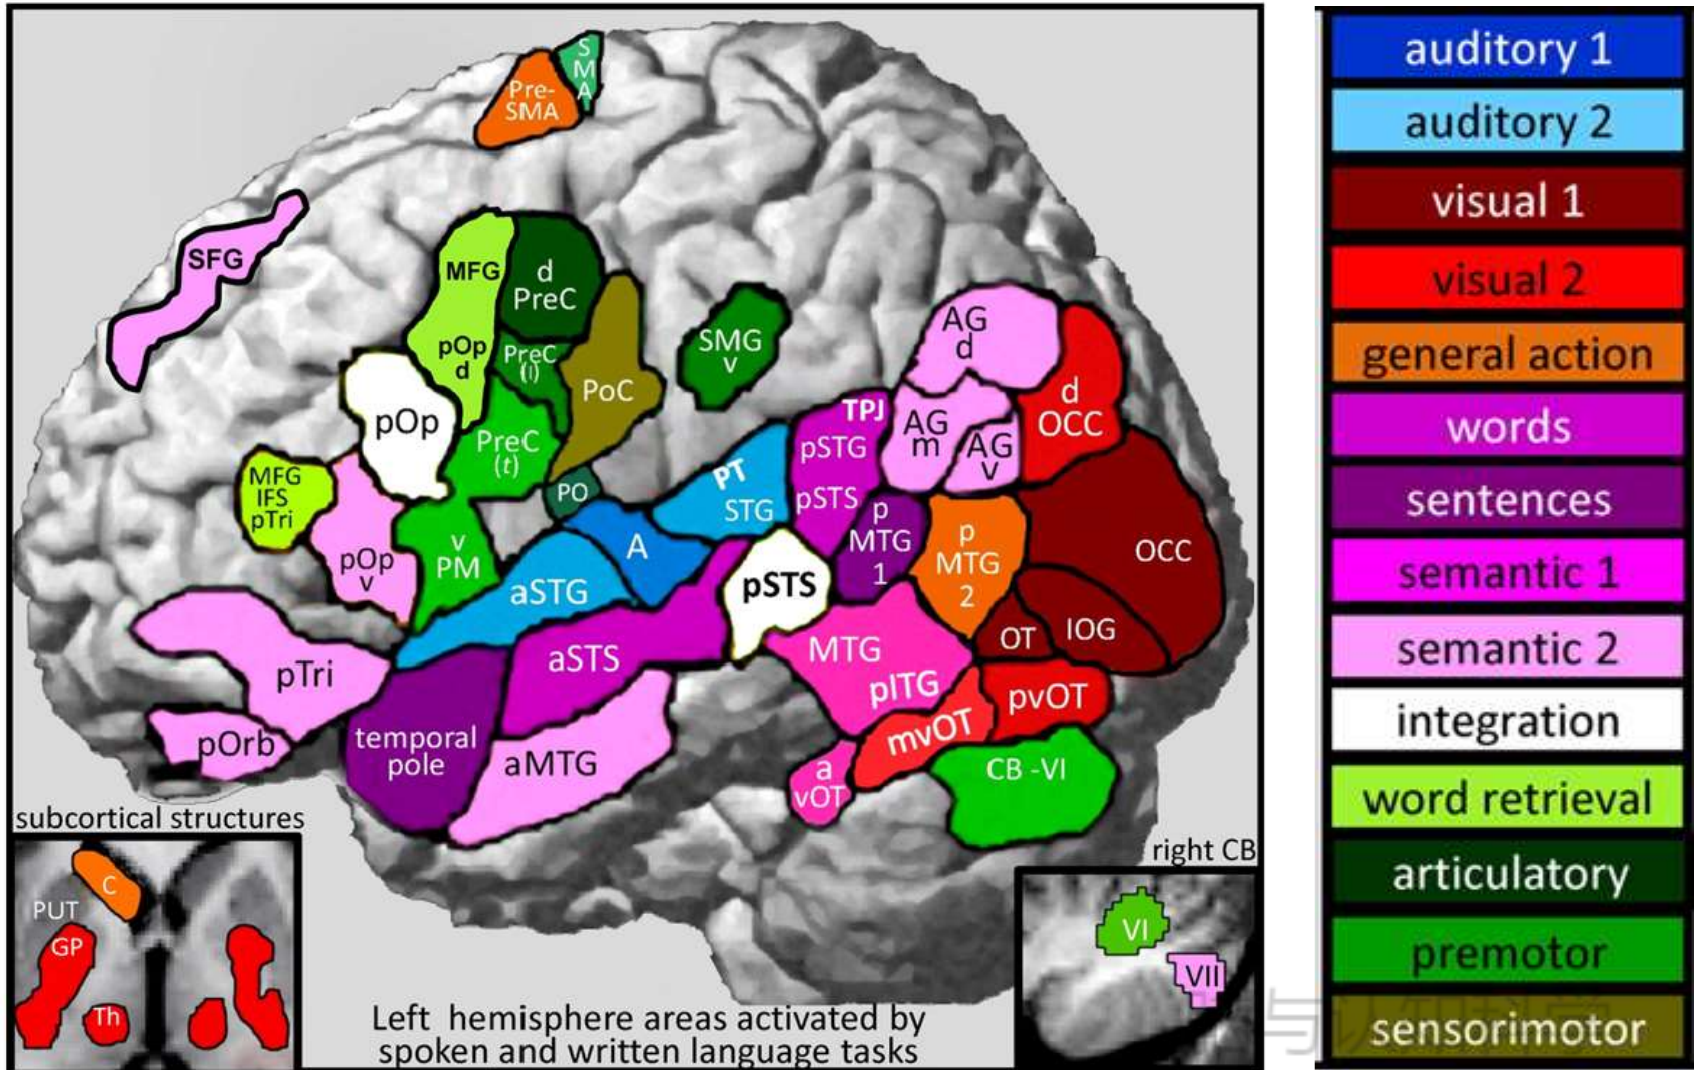 S
M
A
Pre-
SMA
SFG
MFG
d
PreC
pOp
d
PreC
(l)
PoC
SMG
v
AG
d
d
OCC
pOp
PreC
(t)
TPJ
pSTG
pSTS
AG
m
AG
v
MFG
IFS
pTri
PO
PT
STG
p
MTG
1
p
MTG
2
OCC
pOp
v
v
PM
A
aSTG
pSTS
OT
IOG
pTri
aSTS
MTG
pITG
pvOT
mvOT
pOrb
temporal
pole
aMTG
a
vOT
CB -VI
subcortical structures
C
PUT
GP
Th
right CB
VI
VII
Left hemisphere areas activated by
spoken and written language tasks
auditory 1
auditory 2
visual 1
visual 2
general action
words
sentences
semantic 1
semantic 2
integration
word retrieval
articulatory
premotor
sensorimotor